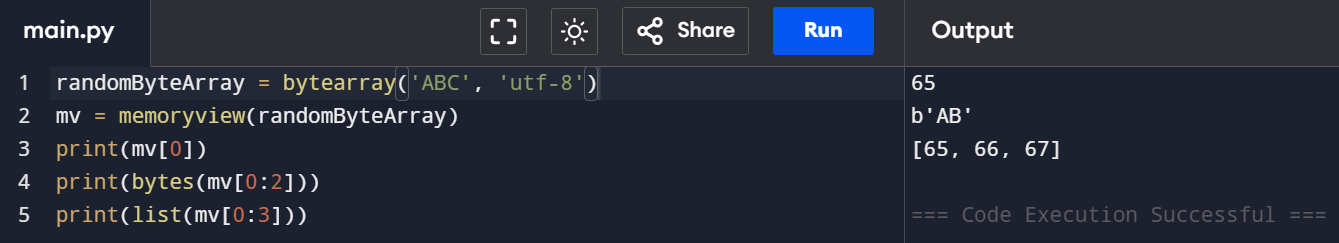 main.py
Share
Run
Output
1 randomByteArray = bytearray('ABC', 'utf-8')
2 mv = memoryview(randomByteArray)
3 print(mv[0])
4 print(bytes(mv[0:2]))
5 print(list(mv[0:3]))
65
b'AB'
[65, 66, 67]
=== Code Execution Successful ===